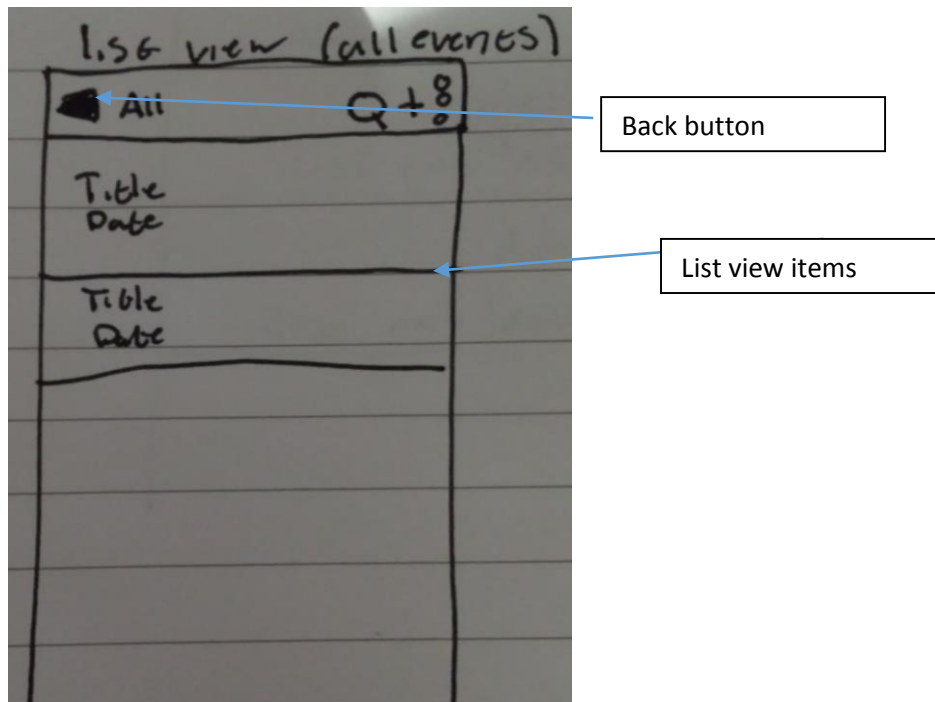 list view (all events)
All
+
Back button
Title
Date
List view items
Title
Date